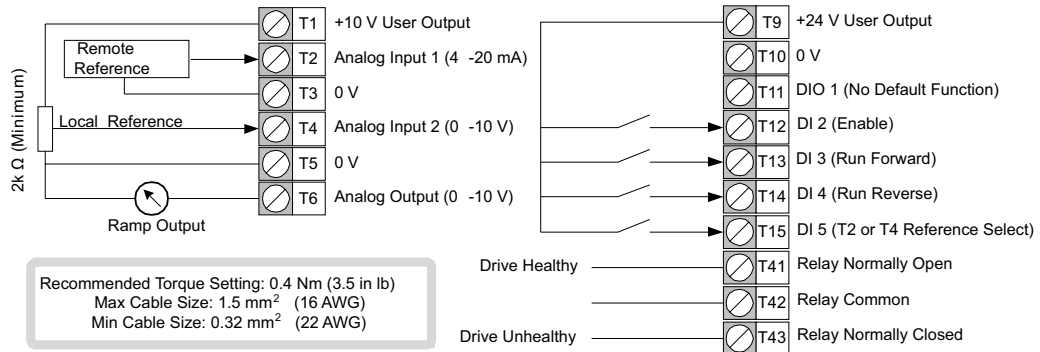 T1 +10 V User Output
Remote Reference
T2 Analog Input 1 (4 -20 mA)
T3 0 V
2k Ω (Minimum)
Local Reference
T4 Analog Input 2 (0 -10 V)
T5 0 V
T6 Analog Output (0 -10 V)
Ramp Output
Recommended Torque Setting: 0.4 Nm (3.5 in lb)
Max Cable Size: 1.5 mm² (16 AWG)
Min Cable Size: 0.32 mm² (22 AWG)
T9 +24 V User Output
T10 0 V
T11 DIO 1 (No Default Function)
T12 DI 2 (Enable)
T13 DI 3 (Run Forward)
T14 DI 4 (Run Reverse)
T15 DI 5 (T2 or T4 Reference Select)
Drive Healthy T41 Relay Normally Open
T42 Relay Common
Drive Unhealthy T43 Relay Normally Closed